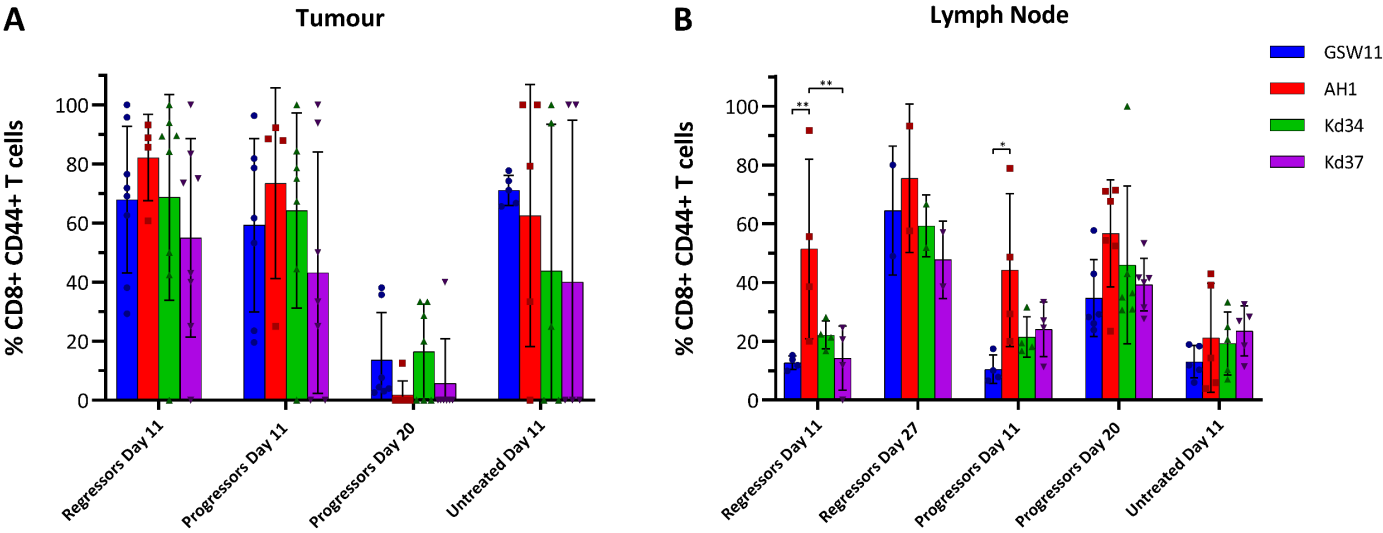 A
Tumour
% CD8+ CD44+ T cells
100
80
60
40
20
0
Regressors Day 11
Progressors Day 11
Progressors Day 20
Untreated Day 11
B
Lymph Node
% CD8+ CD44+ T cells
100
80
60
40
20
0
**
**
*
Regressors Day 11
Regressors Day 27
Progressors Day 11
Progressors Day 20
Untreated Day 11
GSW11
AH1
Kd34
Kd37